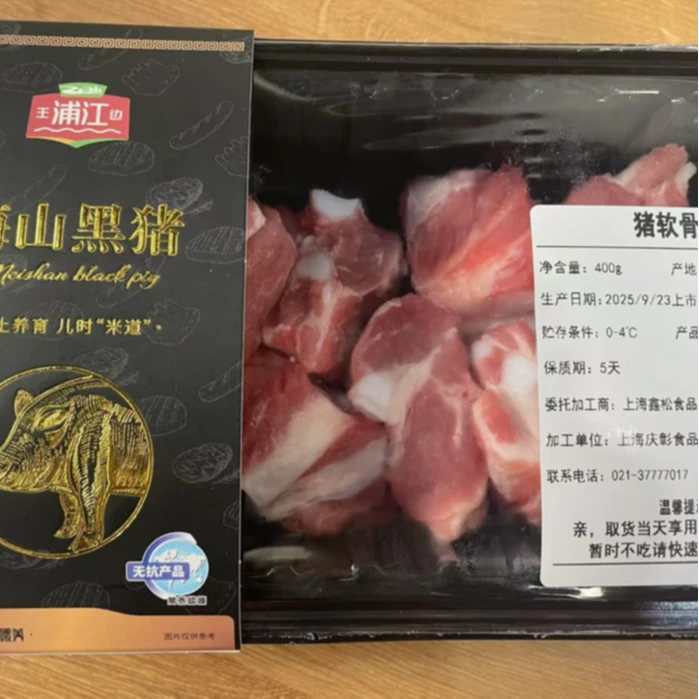 王 浦江 边
梅山黑猪
Meishan black pig
土养育 儿时“米道”·
无抗产品
图片仅供参考
猪软骨
净含量：400g 产地
生产日期：2025/9/23上市
贮存条件：0-4℃ 产品
保质期：5天
委托加工商：上海鑫松食品
加工单位：上海庆彰食品
联系电话：021-37777017
温馨提
亲，取货当天享用
暂时不吃请快速